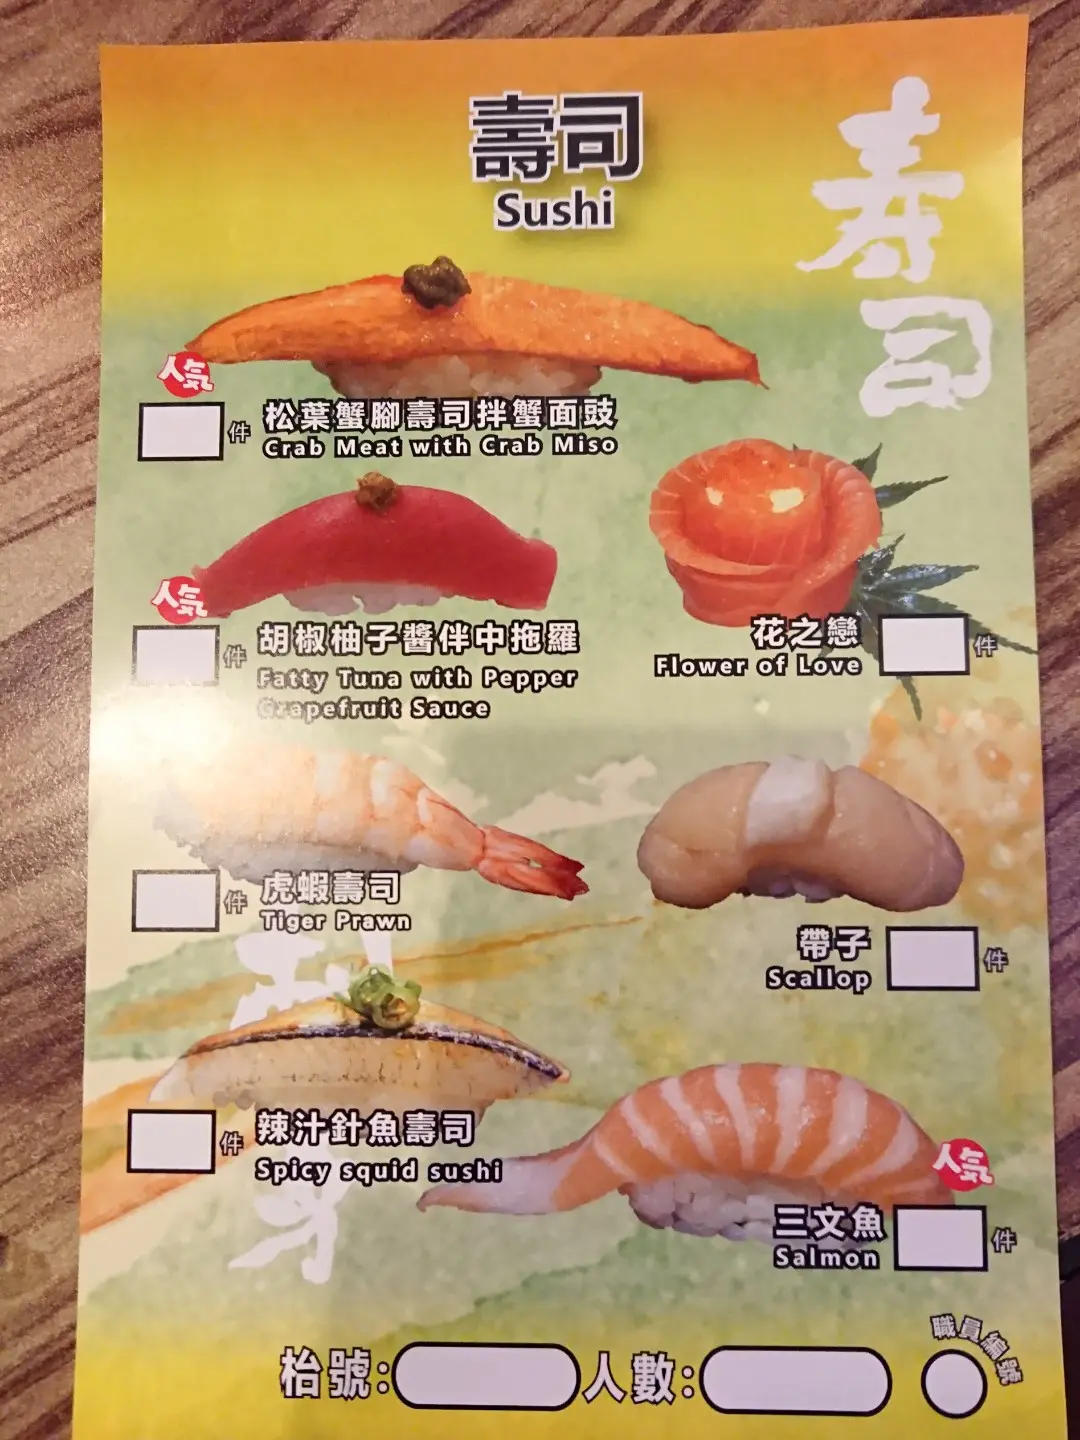 壽司
Sushi
寿司
人気
件
松葉蟹腳壽司拌蟹面豉
Crab Meat with Crab Miso
人気
件
胡椒柚子醬伴中拖羅
Fatty Tuna with Pepper
Grapefruit Sauce
花之戀
Flower of Love
件
件
虎蝦壽司
Tiger Prawn
帶子
Scallop
件
件
辣汁針魚壽司
Spicy squid sushi
人気
三文魚
Salmon
件
刺身
枱號:
人數:
職員編號